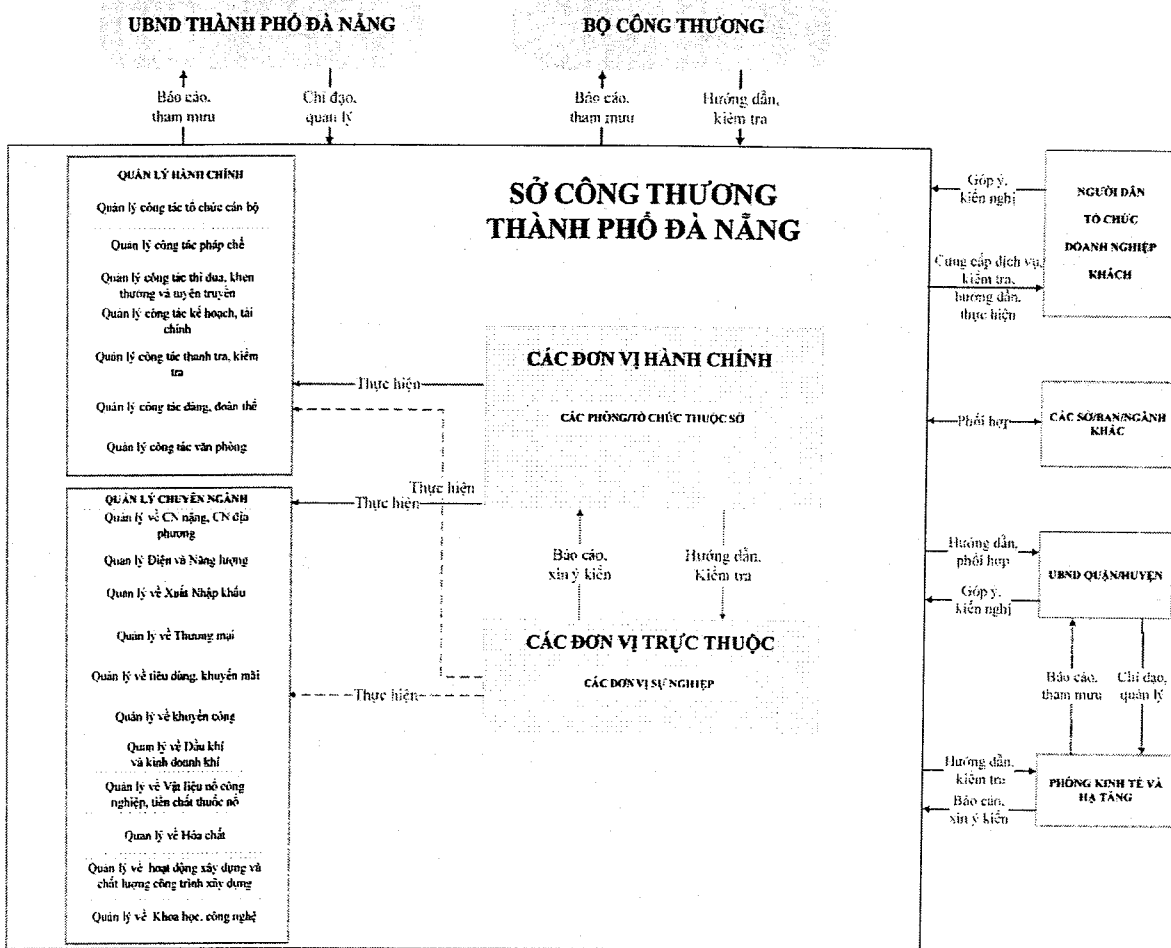 UBND THÀNH PHỐ ĐÀ NẴNG
BỘ CÔNG THƯƠNG
Báo cáo,
tham mưu
Chỉ đạo,
quản lý
Báo cáo,
tham mưu
Hướng dẫn,
kiểm tra
SỞ CÔNG THƯƠNG
THÀNH PHỐ ĐÀ NẴNG
QUẢN LÝ HÀNH CHÍNH
Quản lý công tác tổ chức cán bộ
Quản lý công tác pháp chế
Quản lý công tác thi đua, khen
thưởng và tuyên truyền
Quản lý công tác kế hoạch, tài
chính
Quản lý công tác thanh tra, kiểm
tra
Quản lý công tác đảng, đoàn thể
Quản lý công tác văn phòng
QUẢN LÝ CHUYÊN NGÀNH
Quản lý về CN nặng, CN địa
phương
Quản lý Điện và Năng lượng
Quản lý về Xuất Nhập khẩu
Quản lý về Thương mại
Quản lý về tiêu dùng, khuyến mãi
Quản lý về khuyến công
Quản lý về Dầu khí
và kinh doanh khí
Quản lý về Vật liệu nổ công
nghiệp, tiền chất thuốc nổ
Quản lý về Hóa chất
Quản lý về hoạt động xây dựng và
chất lượng công trình xây dựng
Quản lý về Khoa học, công nghệ
Thực hiện
Thực hiện
Thực hiện
Thực hiện
CÁC ĐƠN VỊ HÀNH CHÍNH
CÁC PHÒNG/TỔ CHỨC THUỘC SỞ
Báo cáo,
xin ý kiến
Hướng dẫn,
Kiểm tra
CÁC ĐƠN VỊ TRỰC THUỘC
CÁC ĐƠN VỊ SỰ NGHIỆP
Góp ý,
kiến nghị
Cung cấp dịch vụ,
kiểm tra,
hướng dẫn,
thực hiện
NGƯỜI DÂN
TỔ CHỨC
DOANH NGHIỆP
KHÁCH
Phối hợp
CÁC SỞ/BAN/NGÀNH
KHÁC
Hướng dẫn,
phối hợp
Góp ý,
kiến nghị
UBND QUẬN/HUYỆN
Báo cáo,
tham mưu
Chỉ đạo,
quản lý
Hướng dẫn,
kiểm tra
Báo cáo,
xin ý kiến
PHÒNG KINH TẾ VÀ
HẠ TẦNG